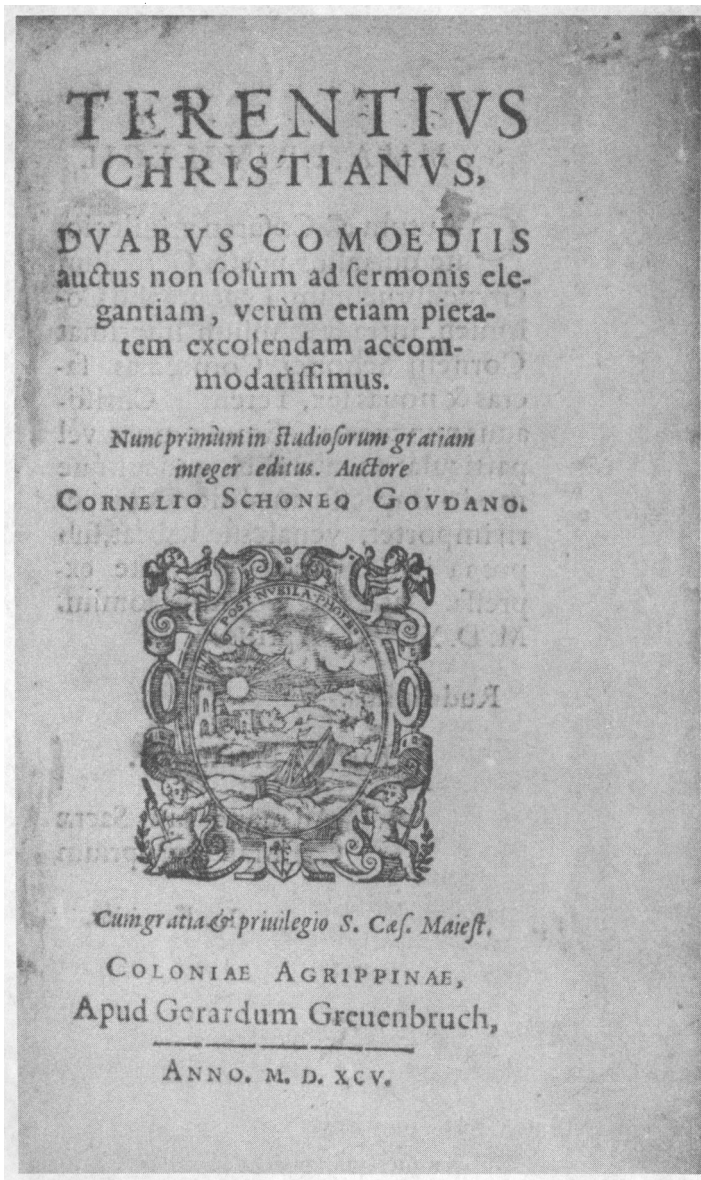 TERENTIVS
CHRISTIANVS,
DVABVS COMOEDIIS
auctus non ſolùm ad ſermonis ele-
gantiam, verùm etiam pieta-
tem excolendam accom-
modatiſſimus.
Nunc primùm in ſtudioſorum gratiam
integer editus. Auctore
CORNELIO SCHONEO GOVDANO.
POST NVBILA PHOEB
Cum gratia & priuilegio S. Cæſ. Maieſt.
COLONIAE AGRIPPINAE,
Apud Gerardum Greuenbruch,
ANNO. M. D. XCV.